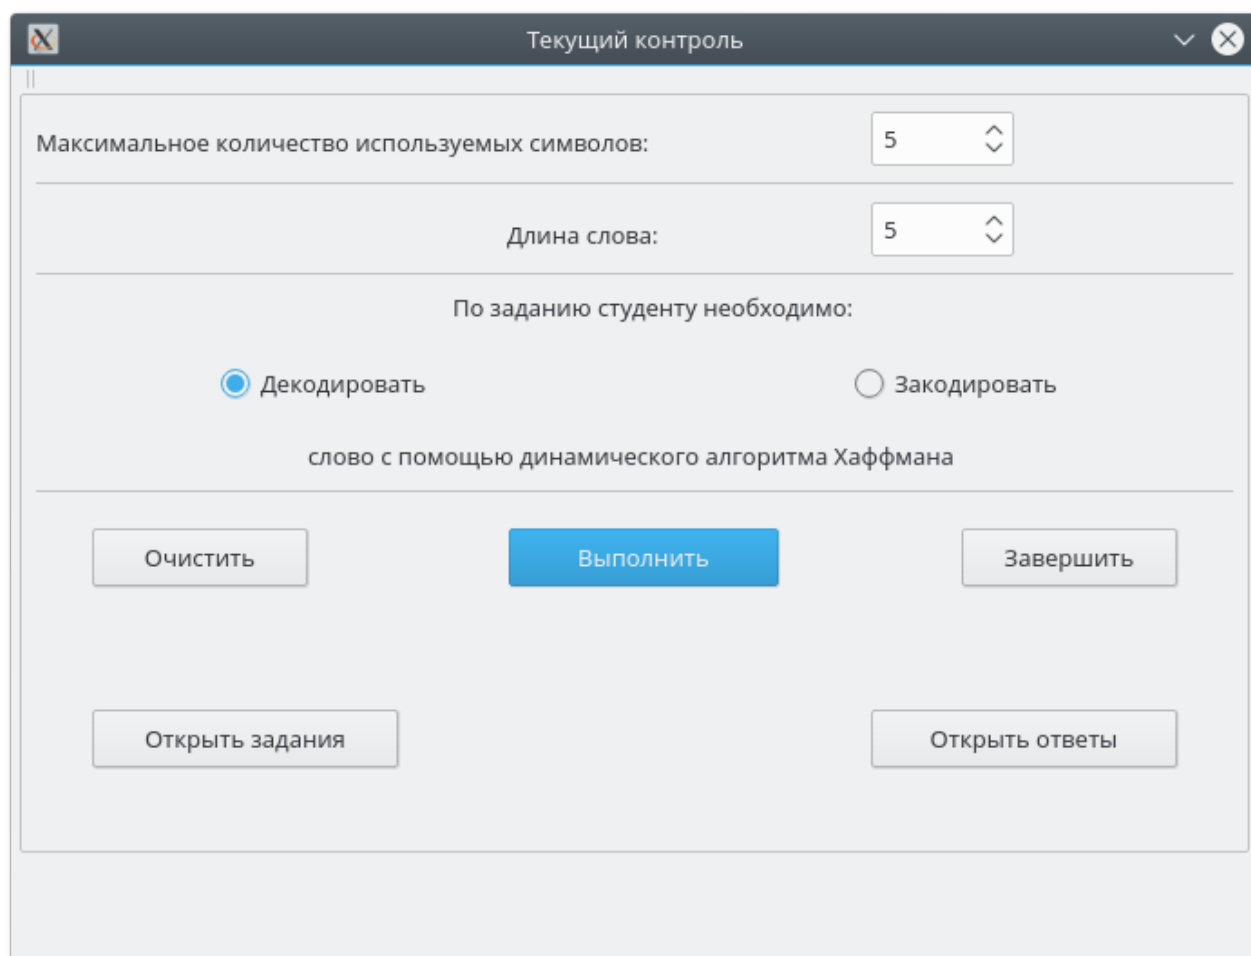 Текущий контроль
Максимальное количество используемых символов: 5
Длина слова: 5
По заданию студенту необходимо:
Декодировать Закодировать
слово с помощью динамического алгоритма Хаффмана
Очистить Выполнить Завершить
Открыть задания Открыть ответы